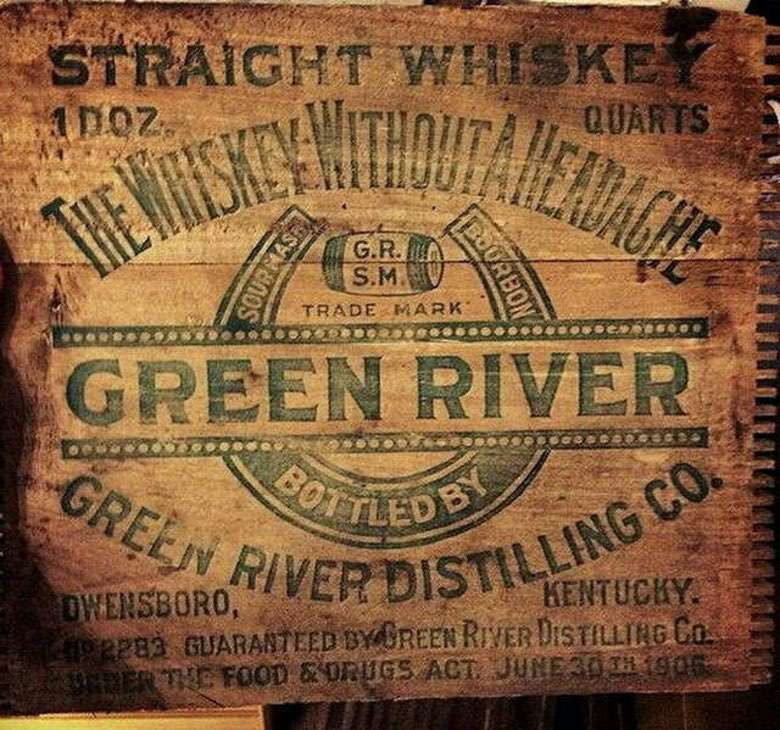 STRAIGHT WHISKEY
1 DOZ. QUARTS
THE WHISKEY WITHOUT A HEADACHE
SOUR MASH G.R. BOURBON
S.M.
TRADE MARK
GREEN RIVER
BOTTLED BY
GREEN RIVER DISTILLING CO.
OWENSBORO, KENTUCKY.
No 2283 GUARANTEED BY GREEN RIVER DISTILLING CO.
UNDER THE FOOD & DRUGS ACT. JUNE 30TH 1906.